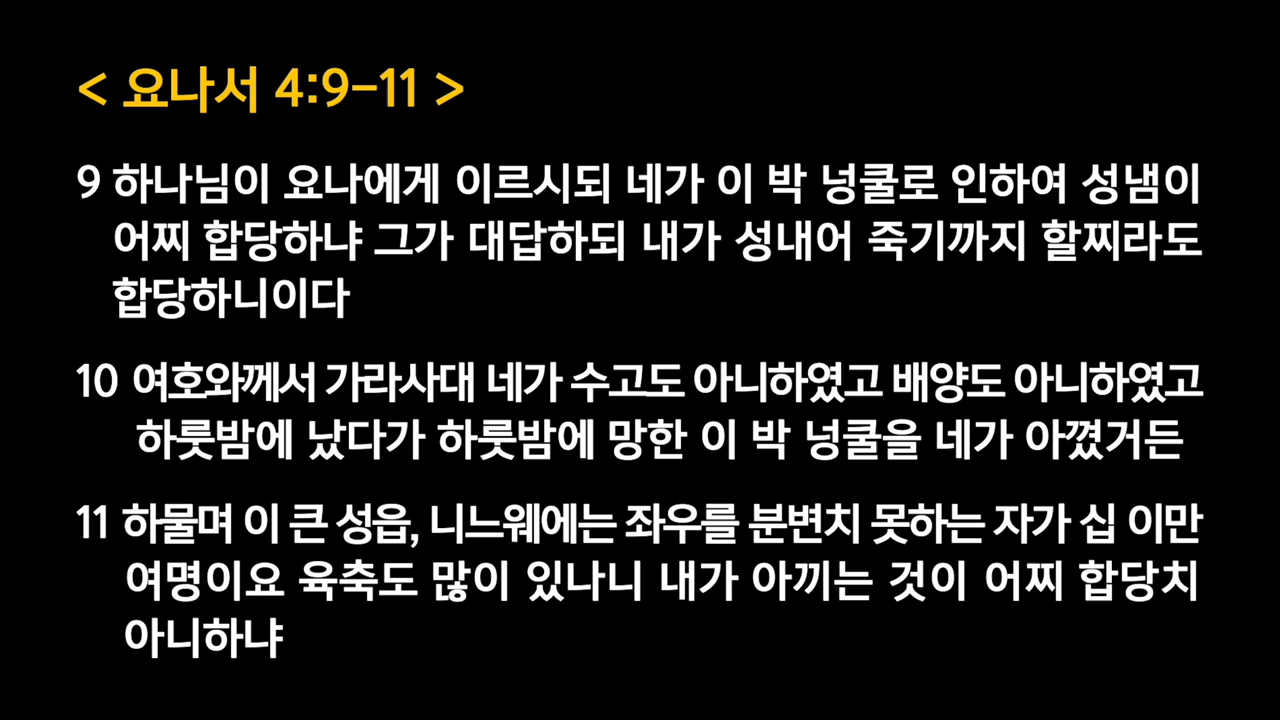 < 요나서 4:9-11 >
9 하나님이 요나에게 이르시되 네가 이 박 넝쿨로 인하여 성냄이
어찌 합당하냐 그가 대답하되 내가 성내어 죽기까지 할찌라도
합당하니이다
10 여호와께서 가라사대 네가 수고도 아니하였고 배양도 아니하였고
하룻밤에 났다가 하룻밤에 망한 이 박 넝쿨을 네가 아꼈거든
11 하물며 이 큰 성읍, 니느웨에는 좌우를 분변치 못하는 자가 십 이만
여명이요 육축도 많이 있나니 내가 아끼는 것이 어찌 합당치
아니하냐